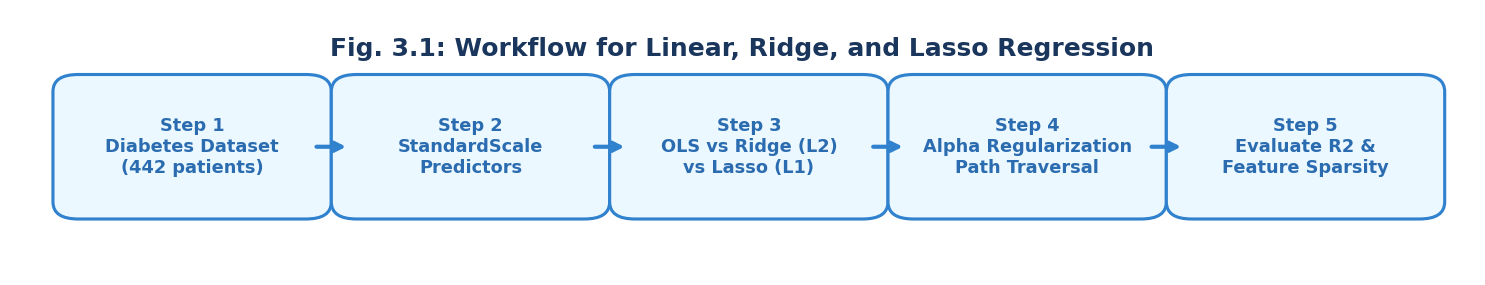 Fig. 3.1: Workflow for Linear, Ridge, and Lasso Regression
Step 1
Diabetes Dataset
(442 patients)
Step 2
StandardScale
Predictors
Step 3
OLS vs Ridge (L2)
vs Lasso (L1)
Step 4
Alpha Regularization
Path Traversal
Step 5
Evaluate R2 &
Feature Sparsity